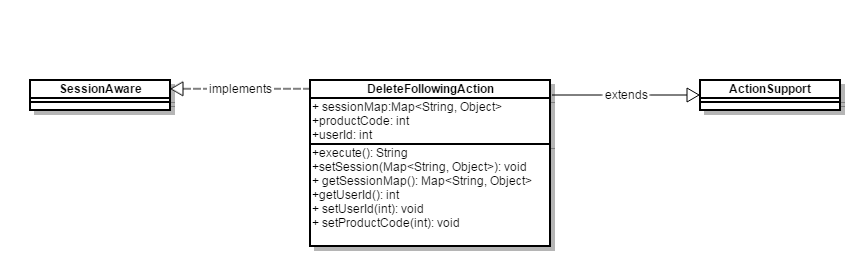 SessionAware
implements
DeleteFollowingAction
extends
ActionSupport
+ sessionMap:Map<String, Object>
+productCode: int
+userId: int
+execute(): String
+setSession(Map<String, Object>): void
+ getSessionMap(): Map<String, Object>
+getUserId(): int
+ setUserId(int): void
+ setProductCode(int): void